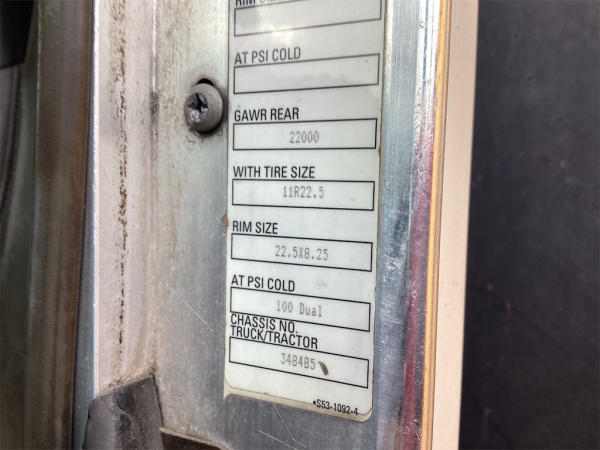 AT PSI COLD
GAWR REAR
22000
WITH TIRE SIZE
11R22.5
RIM SIZE
22.5X8.25
AT PSI COLD
100 Dual
CHASSIS NO.
TRUCK/TRACTOR
348485
•S53-1092-4